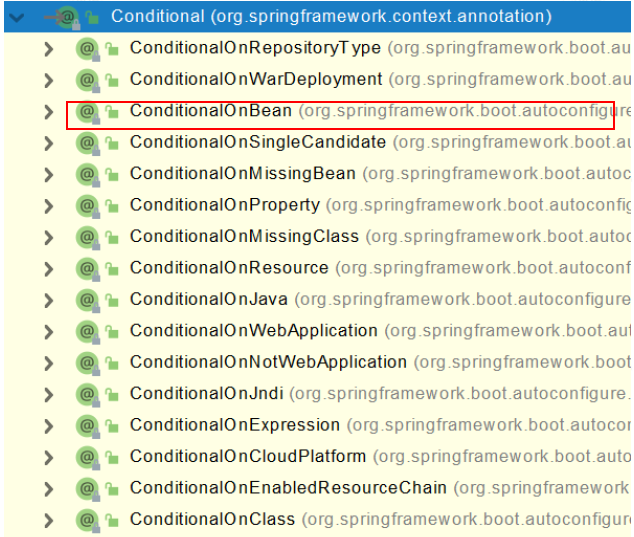 Conditional (org.springframework.context.annotation)
ConditionalOnRepositoryType (org.springframework.boot.au
ConditionalOnWarDeployment (org.springframework.boot.au
ConditionalOnBean (org.springframework.boot.autoconfigure
ConditionalOnSingleCandidate (org.springframework.boot.au
ConditionalOnMissingBean (org.springframework.boot.autoc
ConditionalOnProperty (org.springframework.boot.autoconfig
ConditionalOnMissingClass (org.springframework.boot.autoc
ConditionalOnResource (org.springframework.boot.autoconf
ConditionalOnJava (org.springframework.boot.autoconfigure
ConditionalOnWebApplication (org.springframework.boot.aut
ConditionalOnNotWebApplication (org.springframework.boot
ConditionalOnJndi (org.springframework.boot.autoconfigure.
ConditionalOnExpression (org.springframework.boot.autocon
ConditionalOnCloudPlatform (org.springframework.boot.auto
ConditionalOnEnabledResourceChain (org.springframework
ConditionalOnClass (org.springframework.boot.autoconfigure